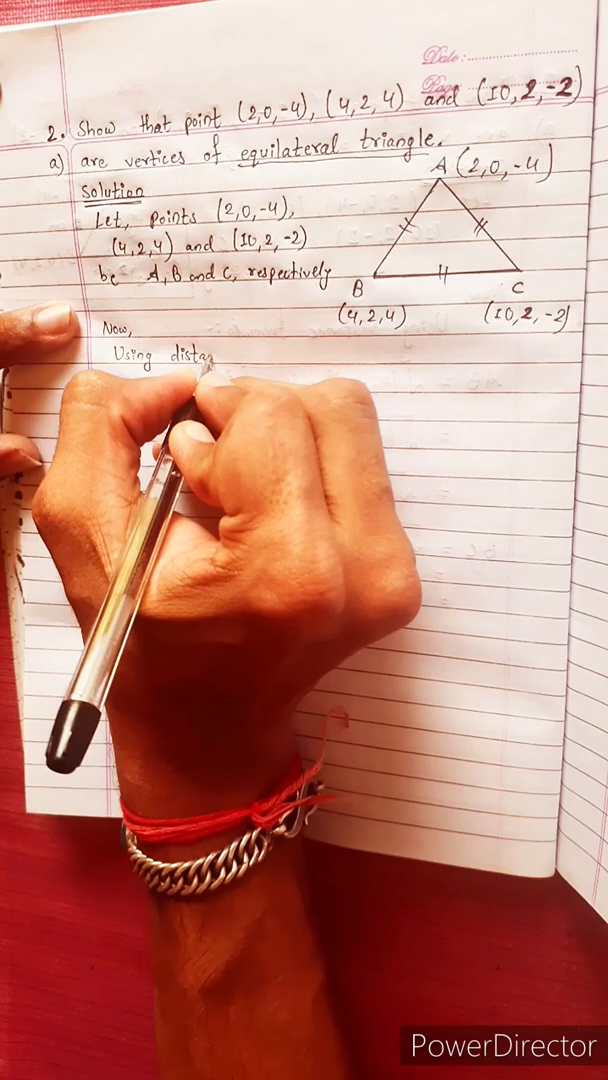 Date:
Page:
2. Show that point (2,0,-4), (4,2,4) and (10,2,-2)
a) are vertices of equilateral triangle.
Solution
Let, points (2,0,-4),
(4,2,4) and (10,2,-2)
be A, B and C, respectively
A (2,0,-4)
B
C
(4,2,4)
(10,2,-2)
Now,
Using dista
PowerDirector